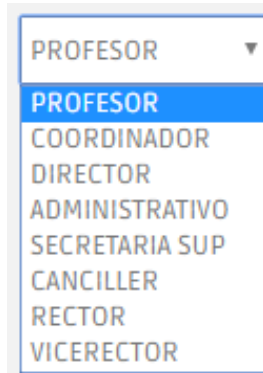 PROFESOR
PROFESOR
COORDINADOR
DIRECTOR
ADMINISTRATIVO
SECRETARIA SUP
CANCILLER
RECTOR
VICERECTOR